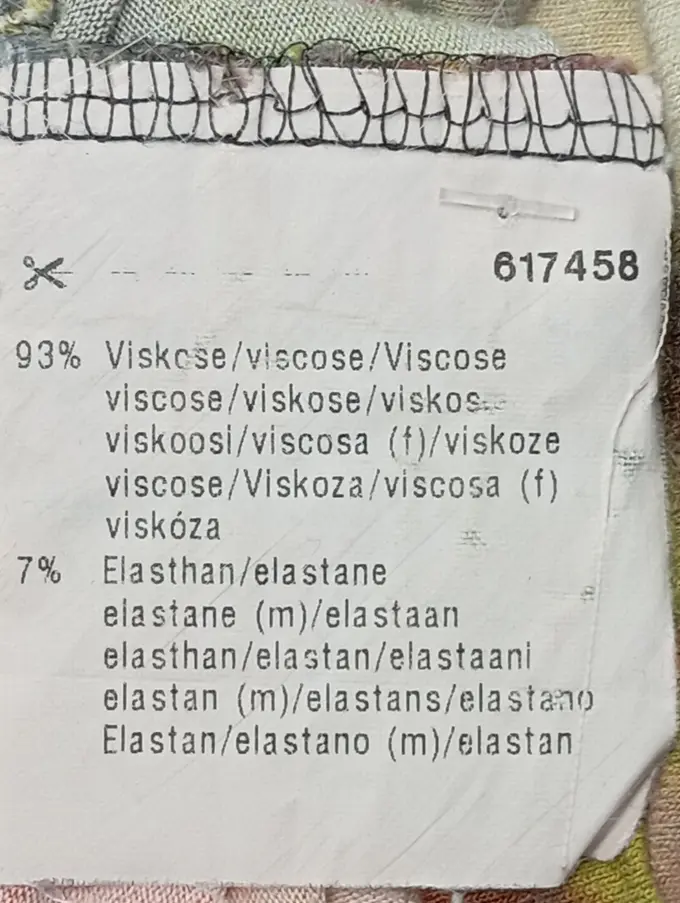 617458
93% Viskose/viscose/Viscose
viscose/viskose/viskos
viskoosi/viscosa (f)/viskoze
viscose/Viskoza/viscosa (f)
viskóza
7% Elasthan/elastane
elastane (m)/elastaan
elasthan/elastan/elastaani
elastan (m)/elastans/elastano
Elastan/elastano (m)/elastan